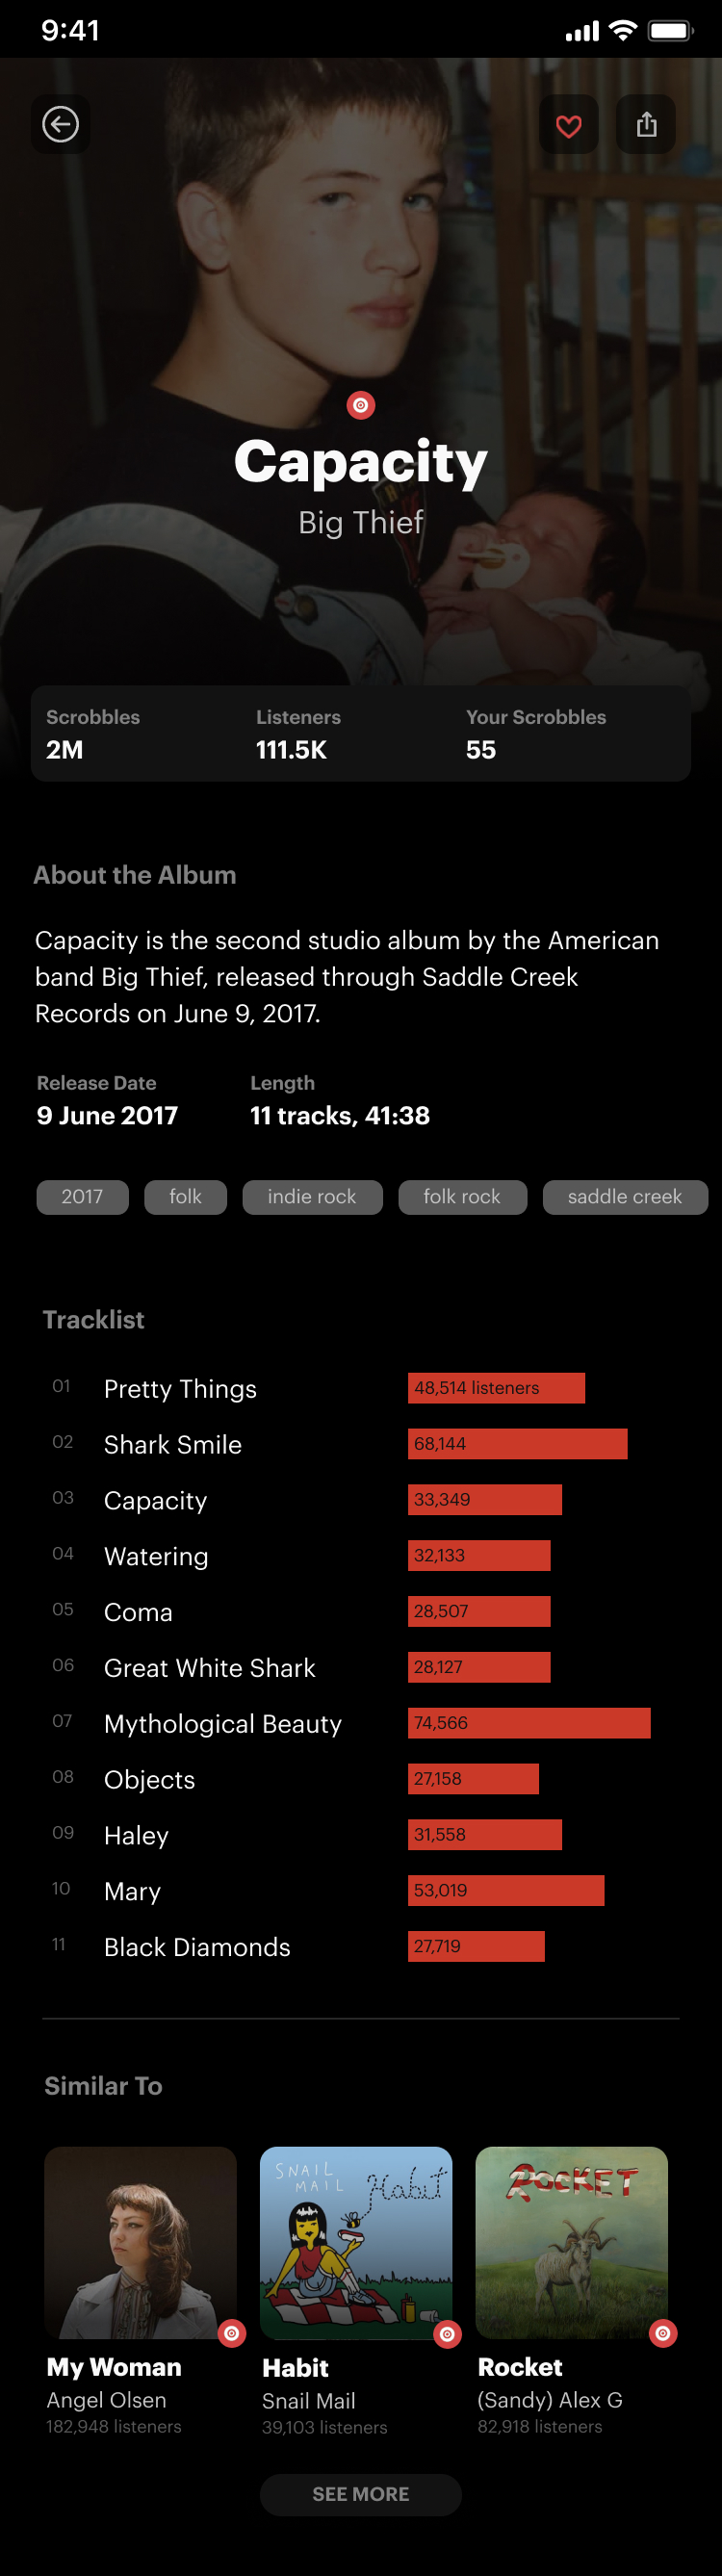 9:41
Capacity
Big Thief
Scrobbles Listeners Your Scrobbles
2M 111.5K 55
About the Album
Capacity is the second studio album by the American
band Big Thief, released through Saddle Creek
Records on June 9, 2017.
Release Date Length
9 June 2017 11 tracks, 41:38
2017 folk indie rock folk rock saddle creek
Tracklist
01 Pretty Things 48,514 listeners
02 Shark Smile 68,144
03 Capacity 33,349
04 Watering 32,133
05 Coma 28,507
06 Great White Shark 28,127
07 Mythological Beauty 74,566
08 Objects 27,158
09 Haley 31,558
10 Mary 53,019
11 Black Diamonds 27,719
Similar To
SNAIL
MAIL
Habit
ROCKET
My Woman Habit Rocket
Angel Olsen Snail Mail (Sandy) Alex G
182,948 listeners 39,103 listeners 82,918 listeners
SEE MORE